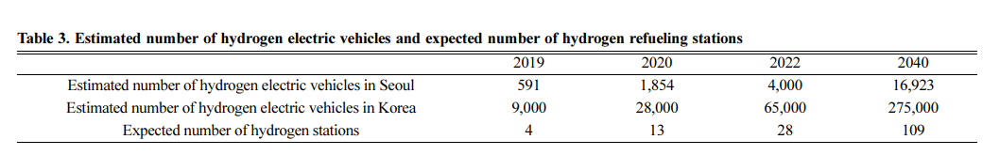 Table 3. Estimated number of hydrogen electric vehicles and expected number of hydrogen refueling stations
2019 2020 2022 2040
Estimated number of hydrogen electric vehicles in Seoul 591 1,854 4,000 16,923
Estimated number of hydrogen electric vehicles in Korea 9,000 28,000 65,000 275,000
Expected number of hydrogen stations 4 13 28 109